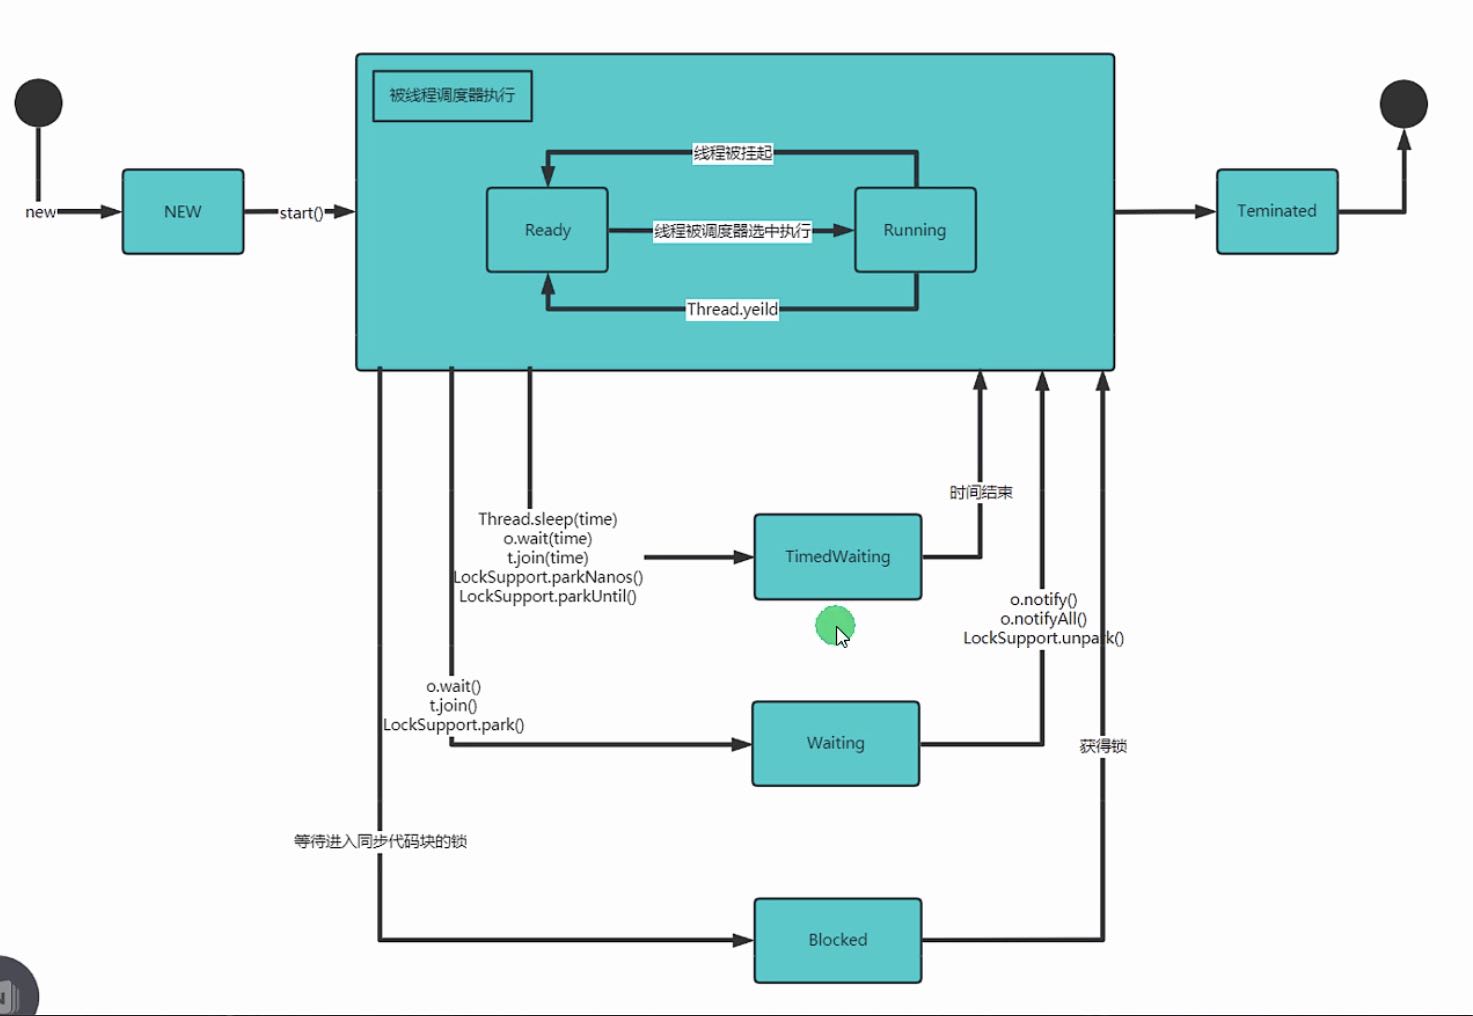 被线程调度器执行
线程被挂起
new
NEW
start()
Ready
线程被调度器选中执行
Running
Teminated
Thread.yeild
时间结束
Thread.sleep(time)
o.wait(time)
t.join(time)
LockSupport.parkNanos()
LockSupport.parkUntil()
TimedWaiting
o.notify()
o.notifyAll()
LockSupport.unpark()
o.wait()
t.join()
LockSupport.park()
Waiting
获得锁
等待进入同步代码块的锁
Blocked
N